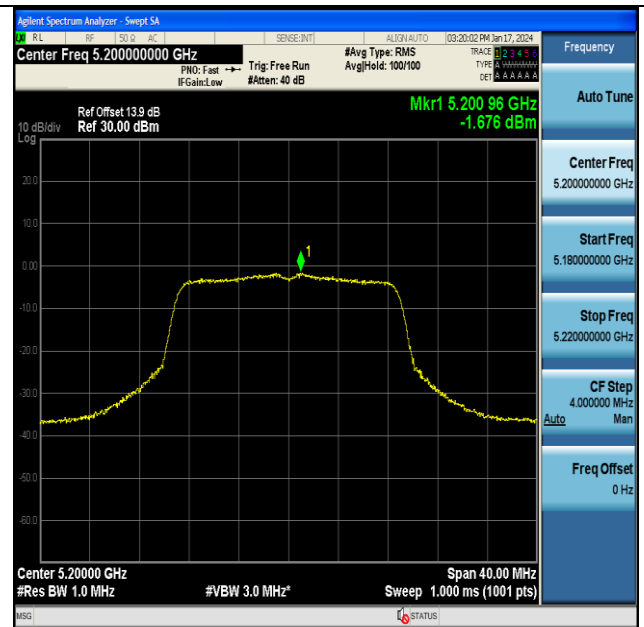 Agilent Spectrum Analyzer - Swept SA
LXI RL RF 50 Ω AC SENSE:INT ALIGNAUTO 03:20:02 PM Jan 17, 2024
Center Freq 5.200000000 GHz
PNO: Fast
IFGain:Low
Trig: Free Run
#Atten: 40 dB
#Avg Type: RMS
Avg|Hold: 100/100
TRACE 1 2 3 4 5 6
TYPE A
DET A A A A A A
Ref Offset 13.9 dB
10 dB/div Ref 30.00 dBm
Log
Mkr1 5.200 96 GHz
-1.676 dBm
20.0
10.0
0.00
-10.0
-20.0
-30.0
-40.0
-50.0
-60.0
1
Center 5.20000 GHz Span 40.00 MHz
#Res BW 1.0 MHz #VBW 3.0 MHz* Sweep 1.000 ms (1001 pts)
MSG STATUS
Frequency
Auto Tune
Center Freq
5.200000000 GHz
Start Freq
5.180000000 GHz
Stop Freq
5.220000000 GHz
CF Step
4.000000 MHz
Auto Man
Freq Offset
0 Hz